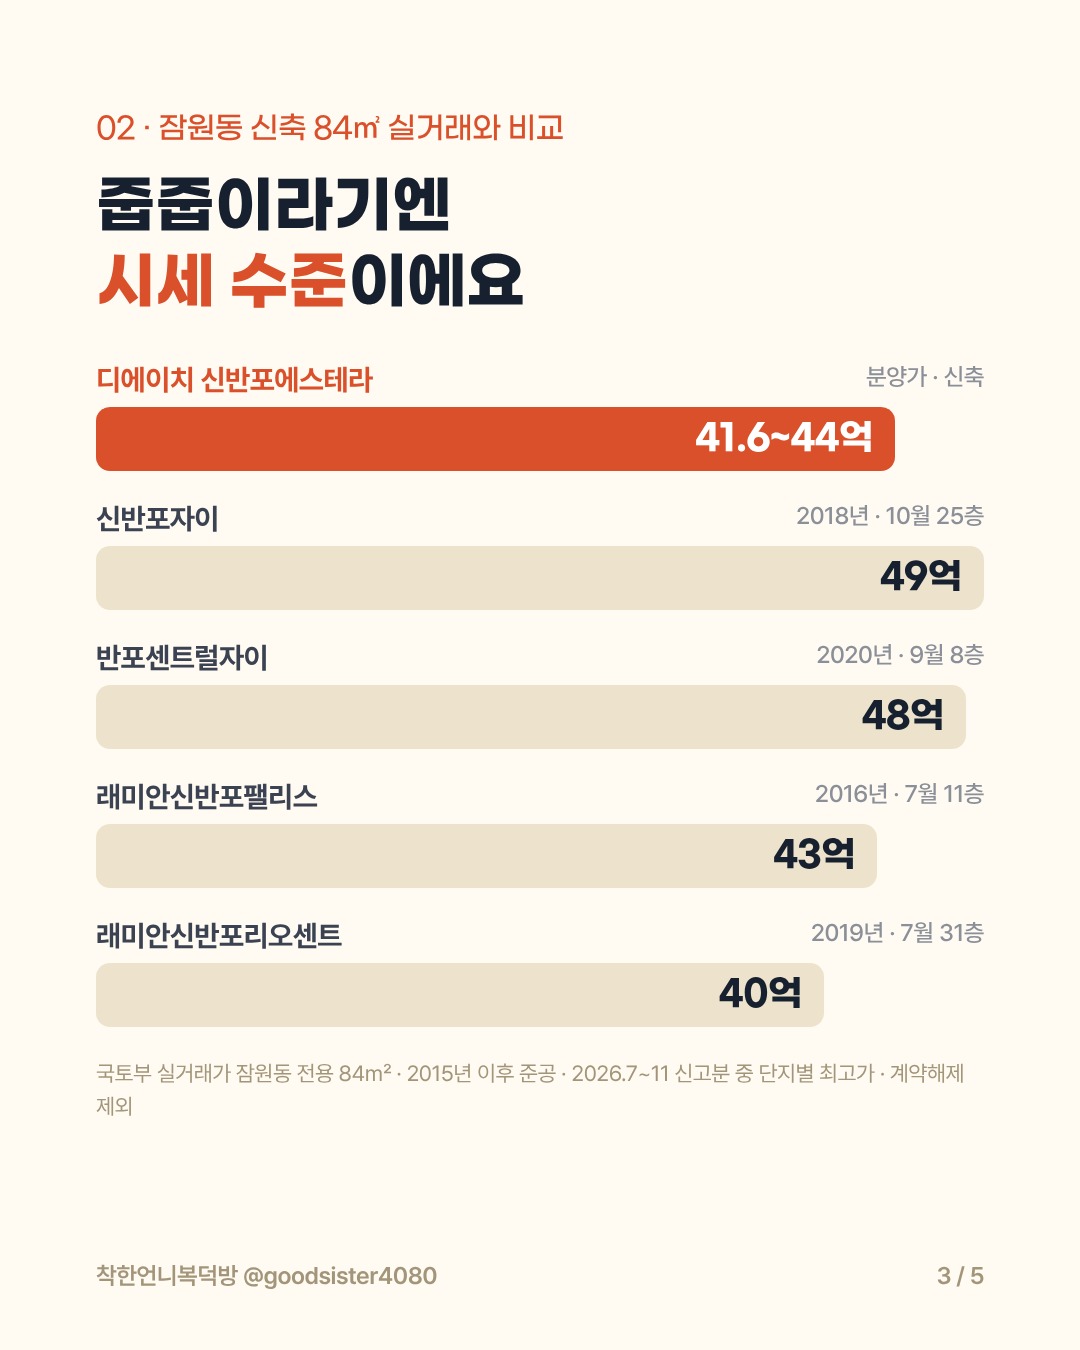 02 · 잠원동 신축 84㎡ 실거래와 비교
줍줍이라기엔
시세 수준이에요
디에이치 신반포에스테라
분양가 · 신축
41.6~44억
신반포자이
2018년 · 10월 25층
49억
반포센트럴자이
2020년 · 9월 8층
48억
래미안신반포팰리스
2016년 · 7월 11층
43억
래미안신반포리오센트
2019년 · 7월 31층
40억
국토부 실거래가 잠원동 전용 84m² · 2015년 이후 준공 · 2026.7~11 신고분 중 단지별 최고가 · 계약해제
제외
착한언니복덕방 @goodsister4080
3 / 5